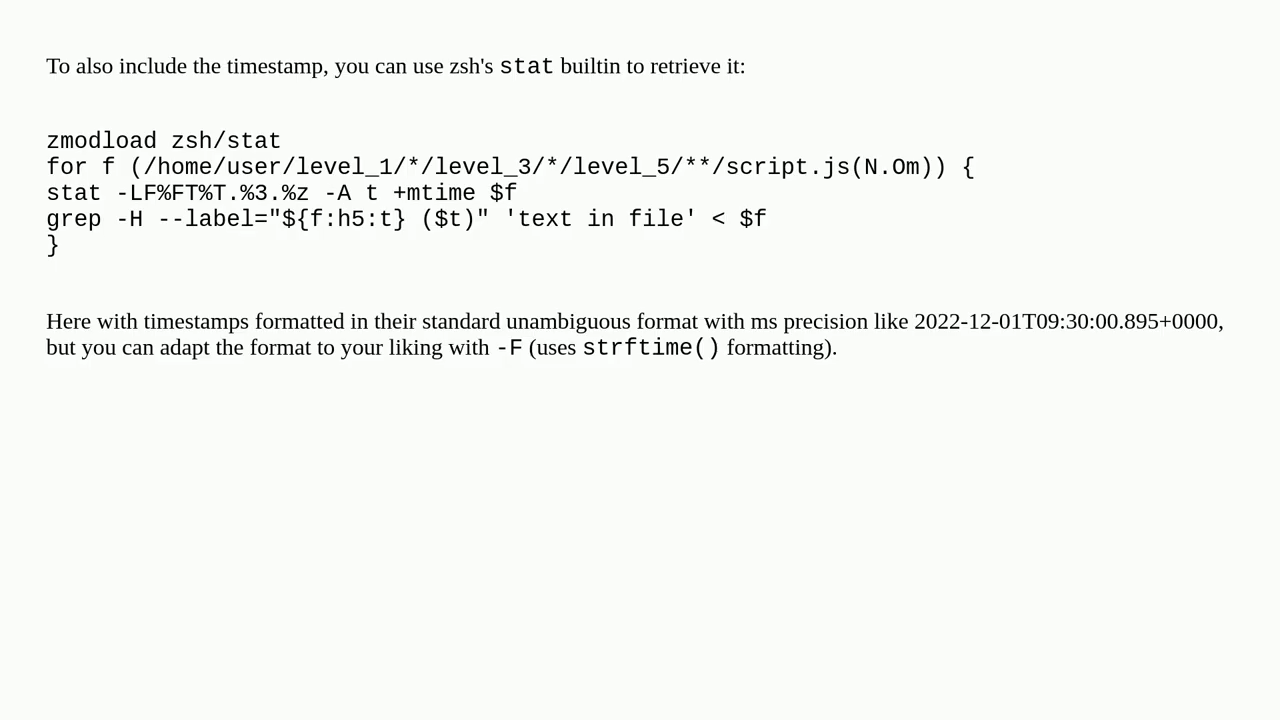 To also include the timestamp, you can use zsh's stat builtin to retrieve it:
zmodload zsh/stat
for f (/home/user/level_1/*/level_3/*/level_5/**/script.js(N.Om)) {
stat -LF%FT%T.%3.%z -A t +mtime $f
grep -H --label="${f:h5:t} ($t)" 'text in file' < $f
}
Here with timestamps formatted in their standard unambiguous format with ms precision like 2022-12-01T09:30:00.895+0000,
but you can adapt the format to your liking with -F (uses strftime() formatting).